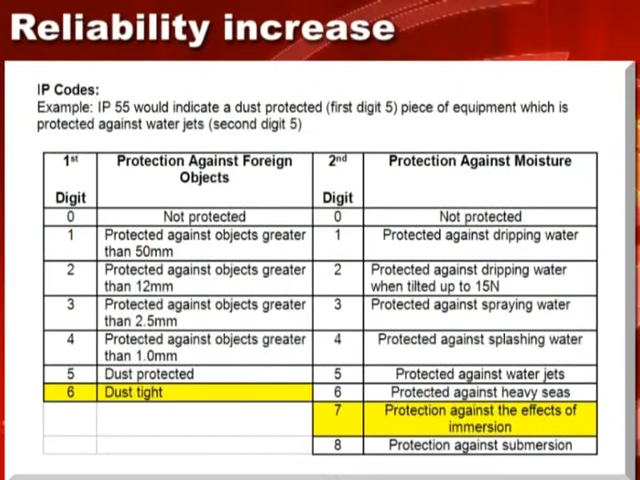 Reliability increase
IP Codes:
Example: IP 55 would indicate a dust protected (first digit 5) piece of equipment which is
protected against water jets (second digit 5)
1st Digit Protection Against Foreign Objects 2nd Digit Protection Against Moisture
0 Not protected 0 Not protected
1 Protected against objects greater than 50mm 1 Protected against dripping water
2 Protected against objects greater than 12mm 2 Protected against dripping water when tilted up to 15N
3 Protected against objects greater than 2.5mm 3 Protected against spraying water
4 Protected against objects greater than 1.0mm 4 Protected against splashing water
5 Dust protected 5 Protected against water jets
6 Dust tight 6 Protected against heavy seas
7 Protection against the effects of immersion
8 Protection against submersion